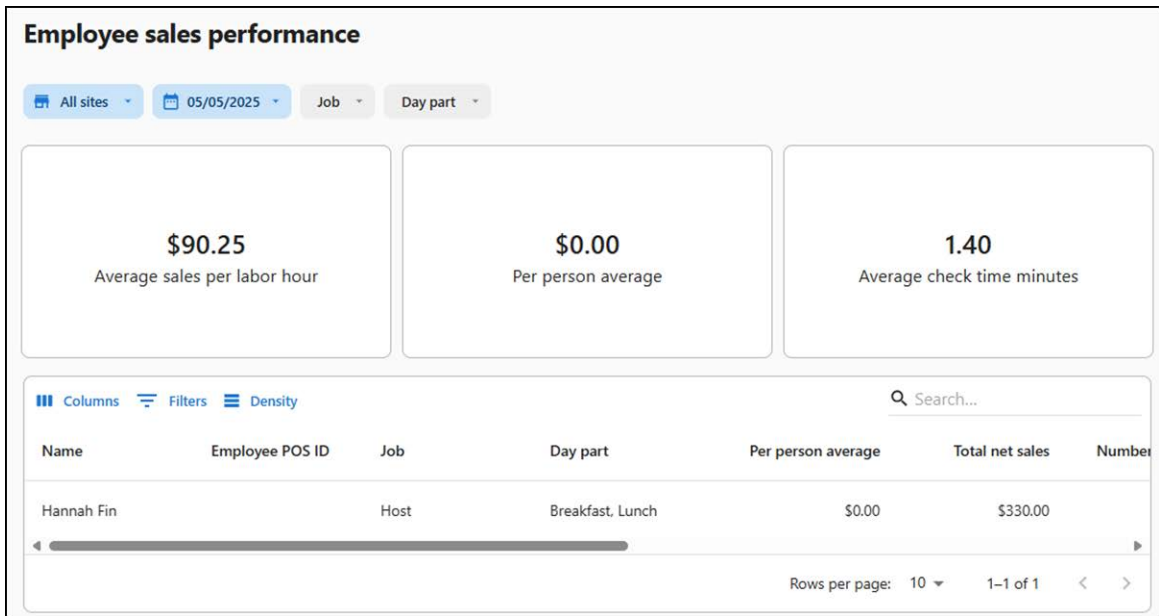 Employee sales performance
All sites 05/05/2025 Job Day part
$90.25
Average sales per labor hour
$0.00
Per person average
1.40
Average check time minutes
Columns Filters Density Search...
Name Employee POS ID Job Day part Per person average Total net sales Number
Hannah Fin Host Breakfast, Lunch $0.00 $330.00
Rows per page: 10 1–1 of 1